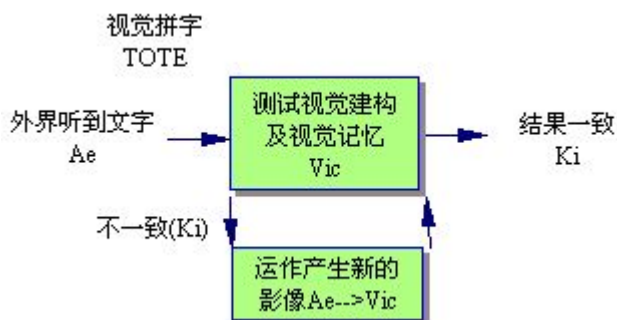 视觉拼字
TOTE
外界听到文字
Ae
测试视觉建构
及视觉记忆
Vic
结果一致
Ki
不一致(Ki)
运作产生新的
影像Ae-->Vic